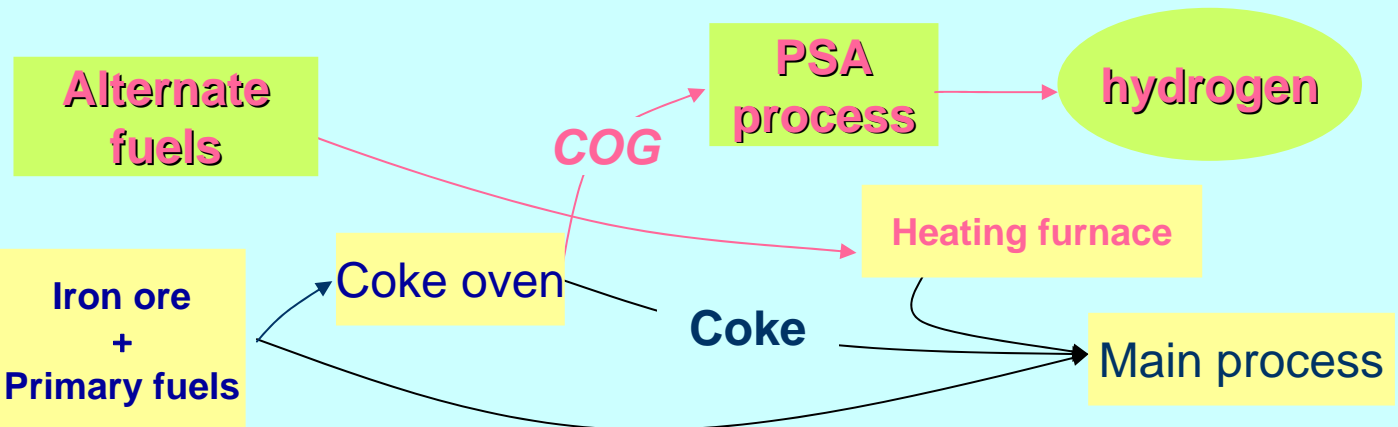 Alternate
fuels
PSA
process
hydrogen
COG
Heating furnace
Iron ore
+
Primary fuels
Coke oven
Coke
Main process